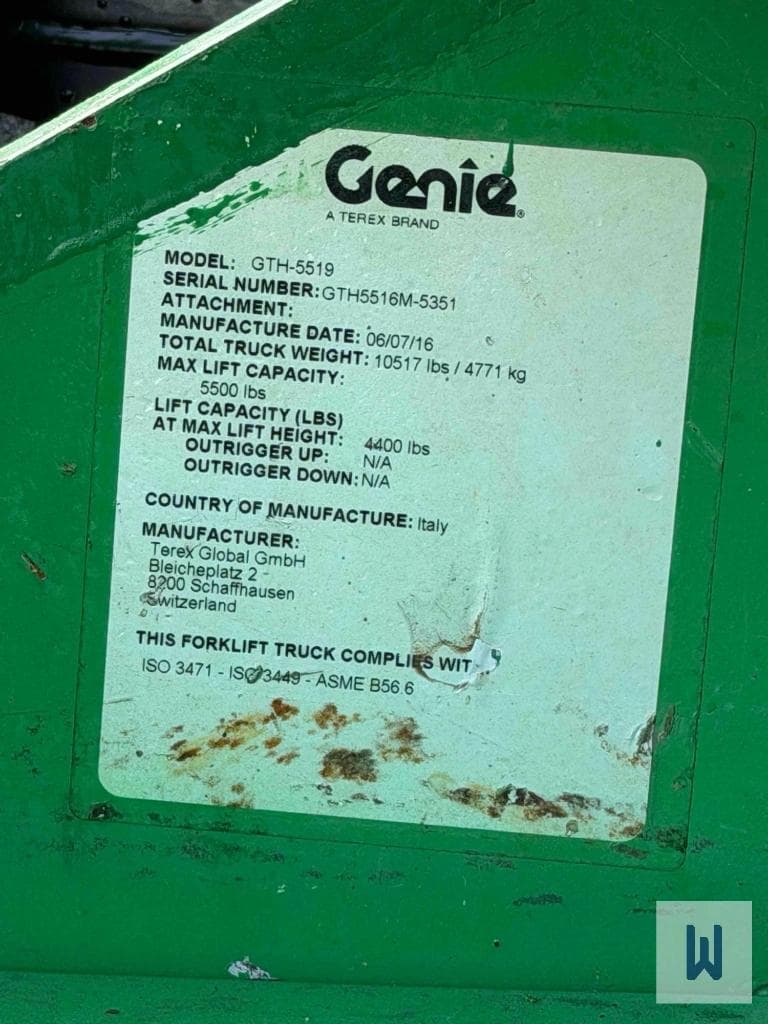 Genie®
A TEREX BRAND
MODEL: GTH-5519
SERIAL NUMBER: GTH5516M-5351
ATTACHMENT:
MANUFACTURE DATE: 06/07/16
TOTAL TRUCK WEIGHT: 10517 lbs / 4771 kg
MAX LIFT CAPACITY:
5500 lbs
LIFT CAPACITY (LBS)
AT MAX LIFT HEIGHT: 4400 lbs
OUTRIGGER UP: N/A
OUTRIGGER DOWN: N/A
COUNTRY OF MANUFACTURE: Italy
MANUFACTURER:
Terex Global GmbH
Bleicheplatz 2
8200 Schaffhausen
Switzerland
THIS FORKLIFT TRUCK COMPLIES WIT
ISO 3471 - ISO 3449 - ASME B56.6
W